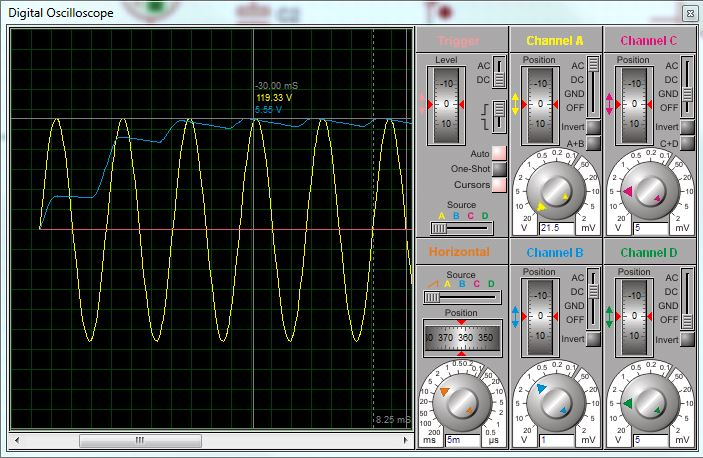 Digital Oscilloscope
C2
-30.00 mS
119.33 V
5.55 V
8.25 mS
Trigger
Level
AC
DC
-10
0
10
Auto
One-Shot
Cursors
Source
A B C D
Channel A
Position
AC
DC
GND
OFF
-10
0
10
Invert
A+B
20 10 5 2 1 0.5 0.2 0.1 50 20 10 5 2
V 21.5 mV
Channel C
Position
AC
DC
GND
OFF
-10
0
10
Invert
C+D
20 10 5 2 1 0.5 0.2 0.1 50 20 10 5 2
V 5 mV
Horizontal
Source
A B C D
Position
370 360 350
200 100 50 20 10 5 2 1 0.5 0.2 0.1 50 20 10 5 2 1 0.5
ms 5m µs
Channel B
Position
AC
DC
GND
OFF
-10
0
10
Invert
20 10 5 2 1 0.5 0.2 0.1 50 20 10 5 2
V 1 mV
Channel D
Position
AC
DC
GND
OFF
-10
0
10
Invert
20 10 5 2 1 0.5 0.2 0.1 50 20 10 5 2
V 5 mV